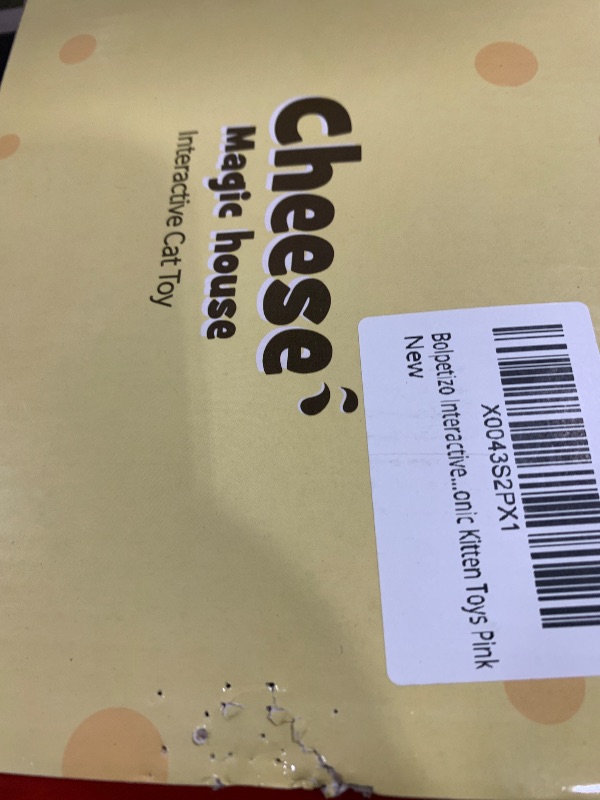 Cheese
Magic house
Interactive Cat Toy
X0043S2PX1
Bolpetizo Interactive...onic Kitten Toys Pink
New